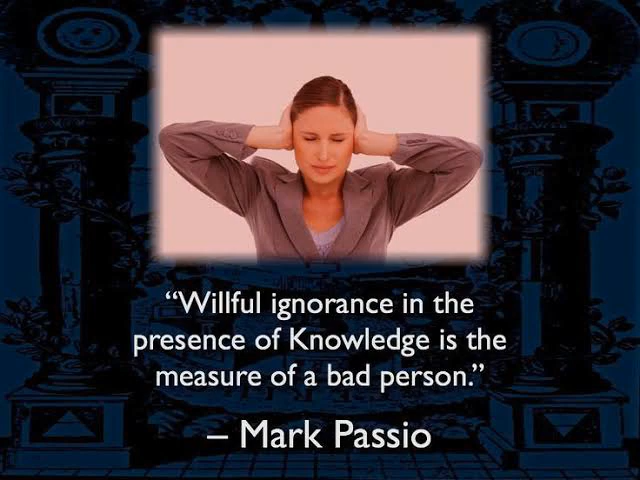 “Willful ignorance in the
presence of Knowledge is the
measure of a bad person.”
– Mark Passio